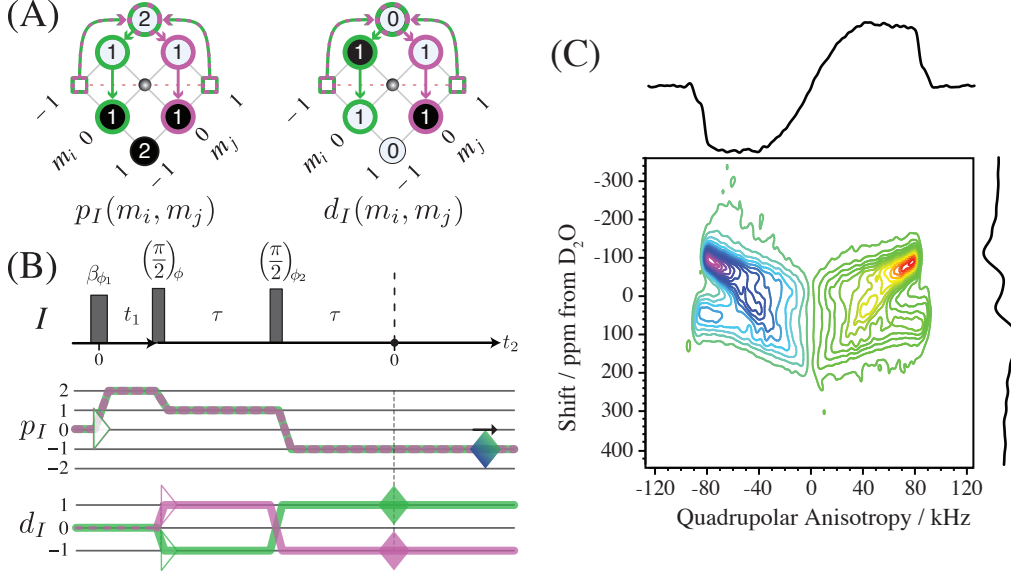 (A)
2
1 1
-1 1
1 1
m_i 0 0 m_j
2
1 -1
p_I(m_i, m_j)
0
1 1
-1 1
1 1
m_i 0 0 m_j
0
1 -1
d_I(m_i, m_j)
(B)
β_ϕ1 (π/2)_ϕ (π/2)_ϕ2
I t_1 τ τ t_2
0 0
2
1
p_I 0
-1
-2
1
d_I 0
-1
(C)
Shift / ppm from D2O
-300
-200
-100
0
100
200
300
400
-120 -80 -40 0 40 80 120
Quadrupolar Anisotropy / kHz